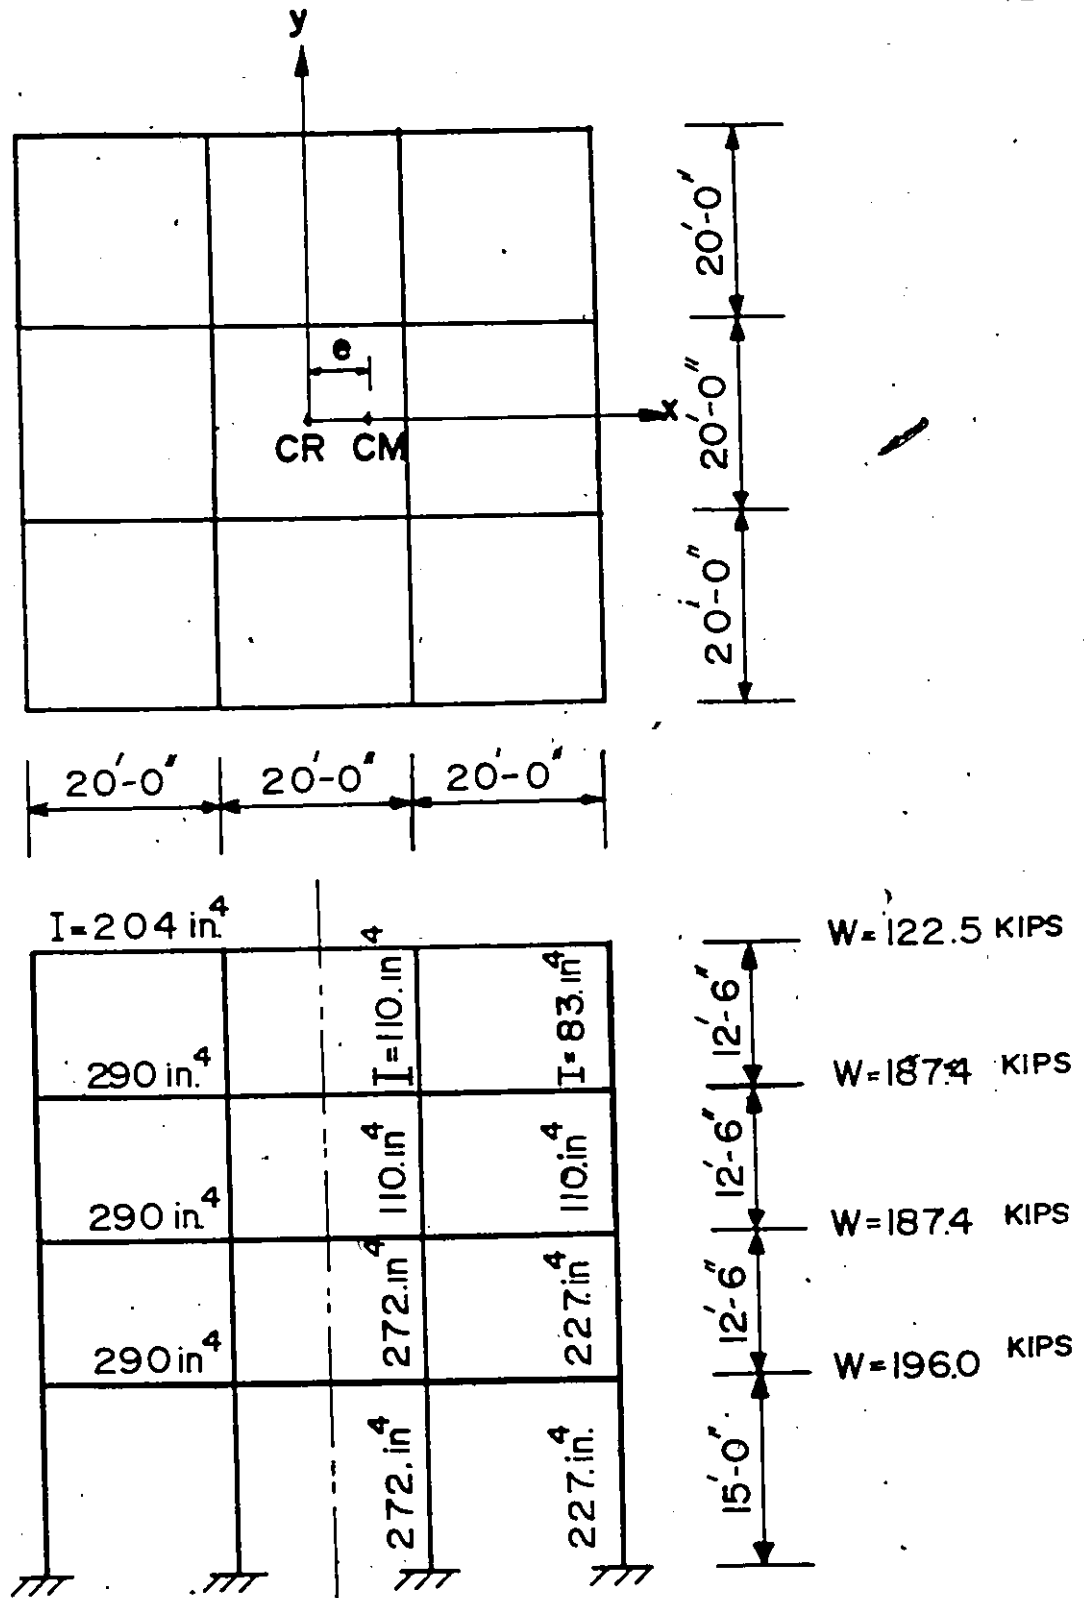 y
20'-0"
e
x
20'-0"
CR CM
20'-0"
20'-0" 20'-0" 20'-0"
I=204 in.⁴
W=122.5 KIPS
I=110.in⁴
I=83.in⁴
12'-6"
290 in.⁴
W=187.4 KIPS
110.in⁴
110.in⁴
12'-6"
290 in.⁴
W=187.4 KIPS
272.in⁴
227.in⁴
12'-6"
290 in⁴
W=196.0 KIPS
272.in⁴
227.in.⁴
15'-0"